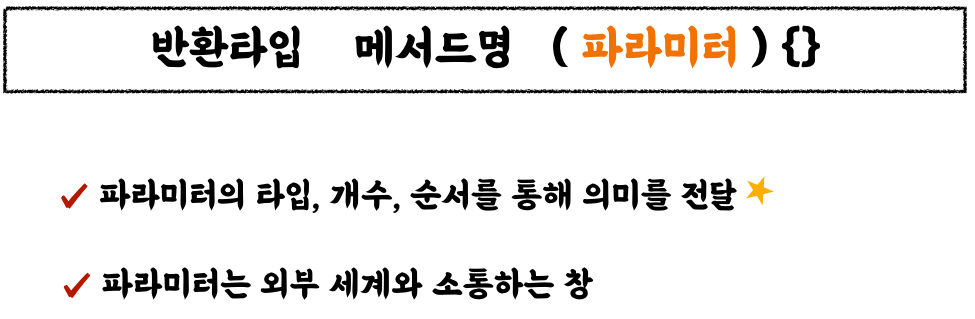 반환타입 메서드명 ( 파라미터 ) {}
파라미터의 타입, 개수, 순서를 통해 의미를 전달
파라미터는 외부 세계와 소통하는 창